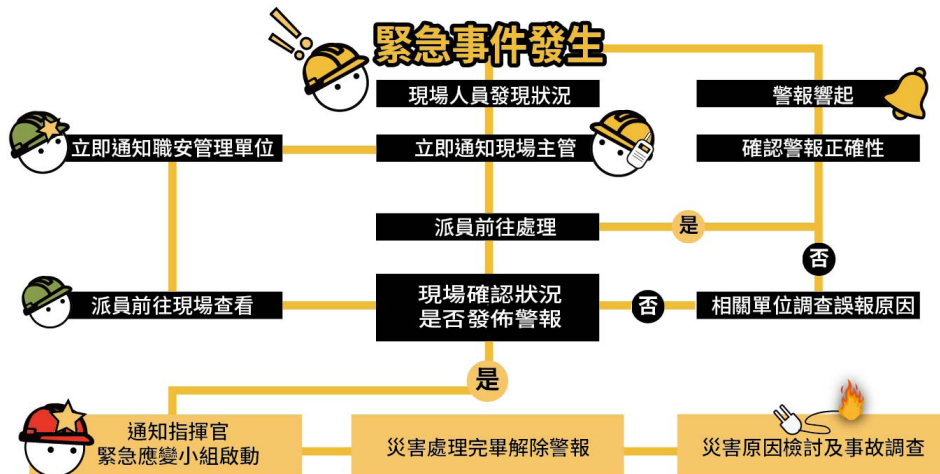 緊急事件發生
現場人員發現狀況
警報響起
立即通知職安管理單位
立即通知現場主管
確認警報正確性
派員前往處理
是
否
派員前往現場查看
現場確認狀況
是否發佈警報
否
相關單位調查誤報原因
是
通知指揮官
緊急應變小組啟動
災害處理完畢解除警報
災害原因檢討及事故調查